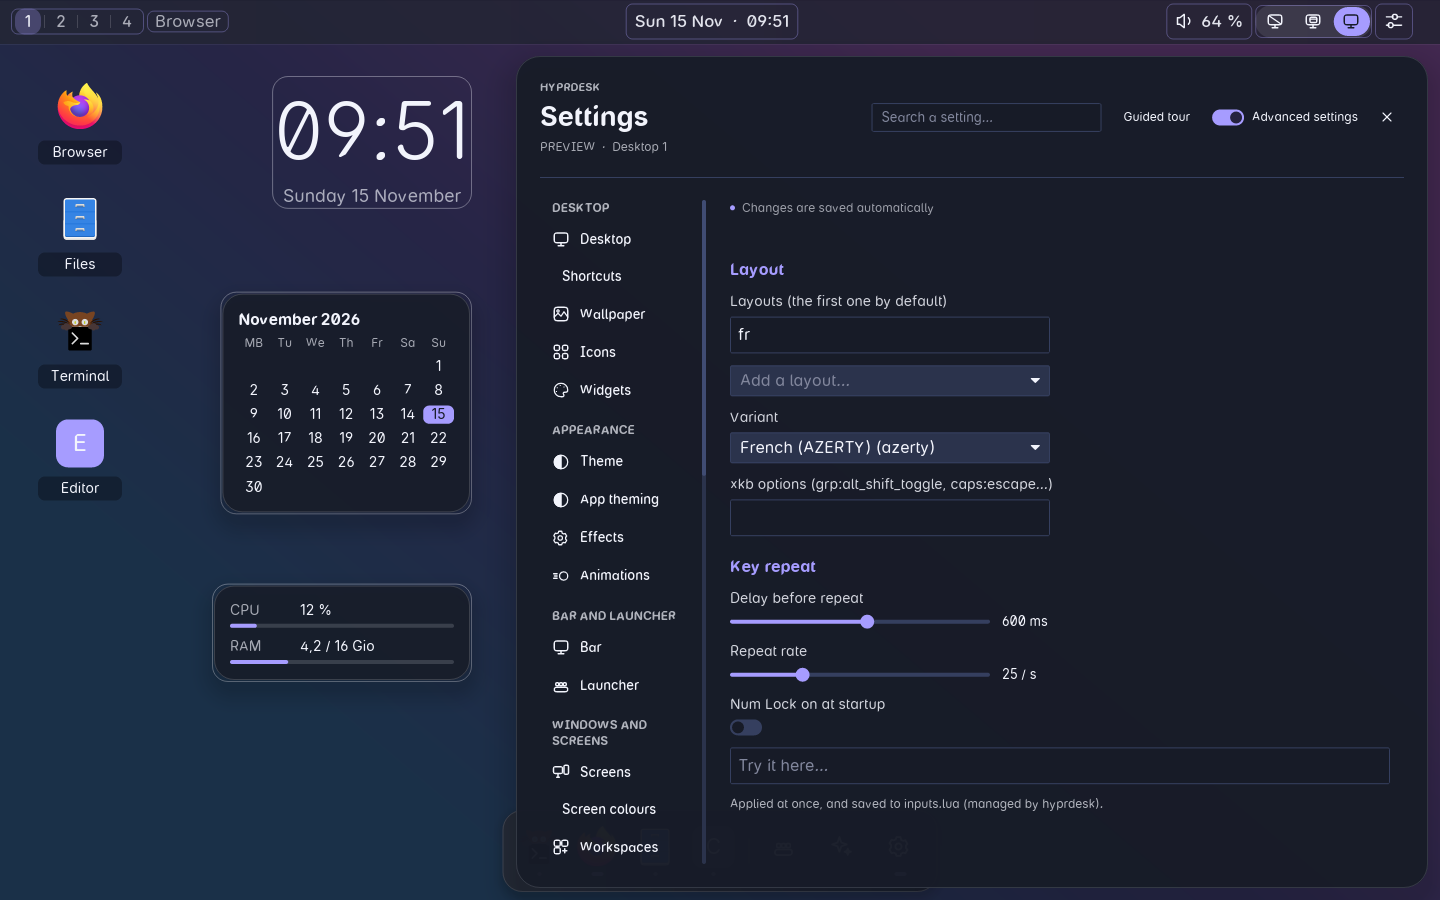 1 2 3 4 Browser
Sun 15 Nov · 09:51
64 %
Browser
Files
Terminal
E
Editor
09:51
Sunday 15 November
November 2026
MB Tu We Th Fr Sa Su
1
2 3 4 5 6 7 8
9 10 11 12 13 14 15
16 17 18 19 20 21 22
23 24 25 26 27 28 29
30
CPU 12 %
RAM 4,2 / 16 Gio
HYPRDESK
Settings
PREVIEW · Desktop 1
Search a setting...
Guided tour
Advanced settings
DESKTOP
Desktop
Shortcuts
Wallpaper
Icons
Widgets
APPEARANCE
Theme
App theming
Effects
Animations
BAR AND LAUNCHER
Bar
Launcher
WINDOWS AND
SCREENS
Screens
Screen colours
Workspaces
Changes are saved automatically
Layout
Layouts (the first one by default)
fr
Add a layout...
Variant
French (AZERTY) (azerty)
xkb options (grp:alt_shift_toggle, caps:escape...)
Key repeat
Delay before repeat
600 ms
Repeat rate
25 / s
Num Lock on at startup
Try it here...
Applied at once, and saved to inputs.lua (managed by hyprdesk).